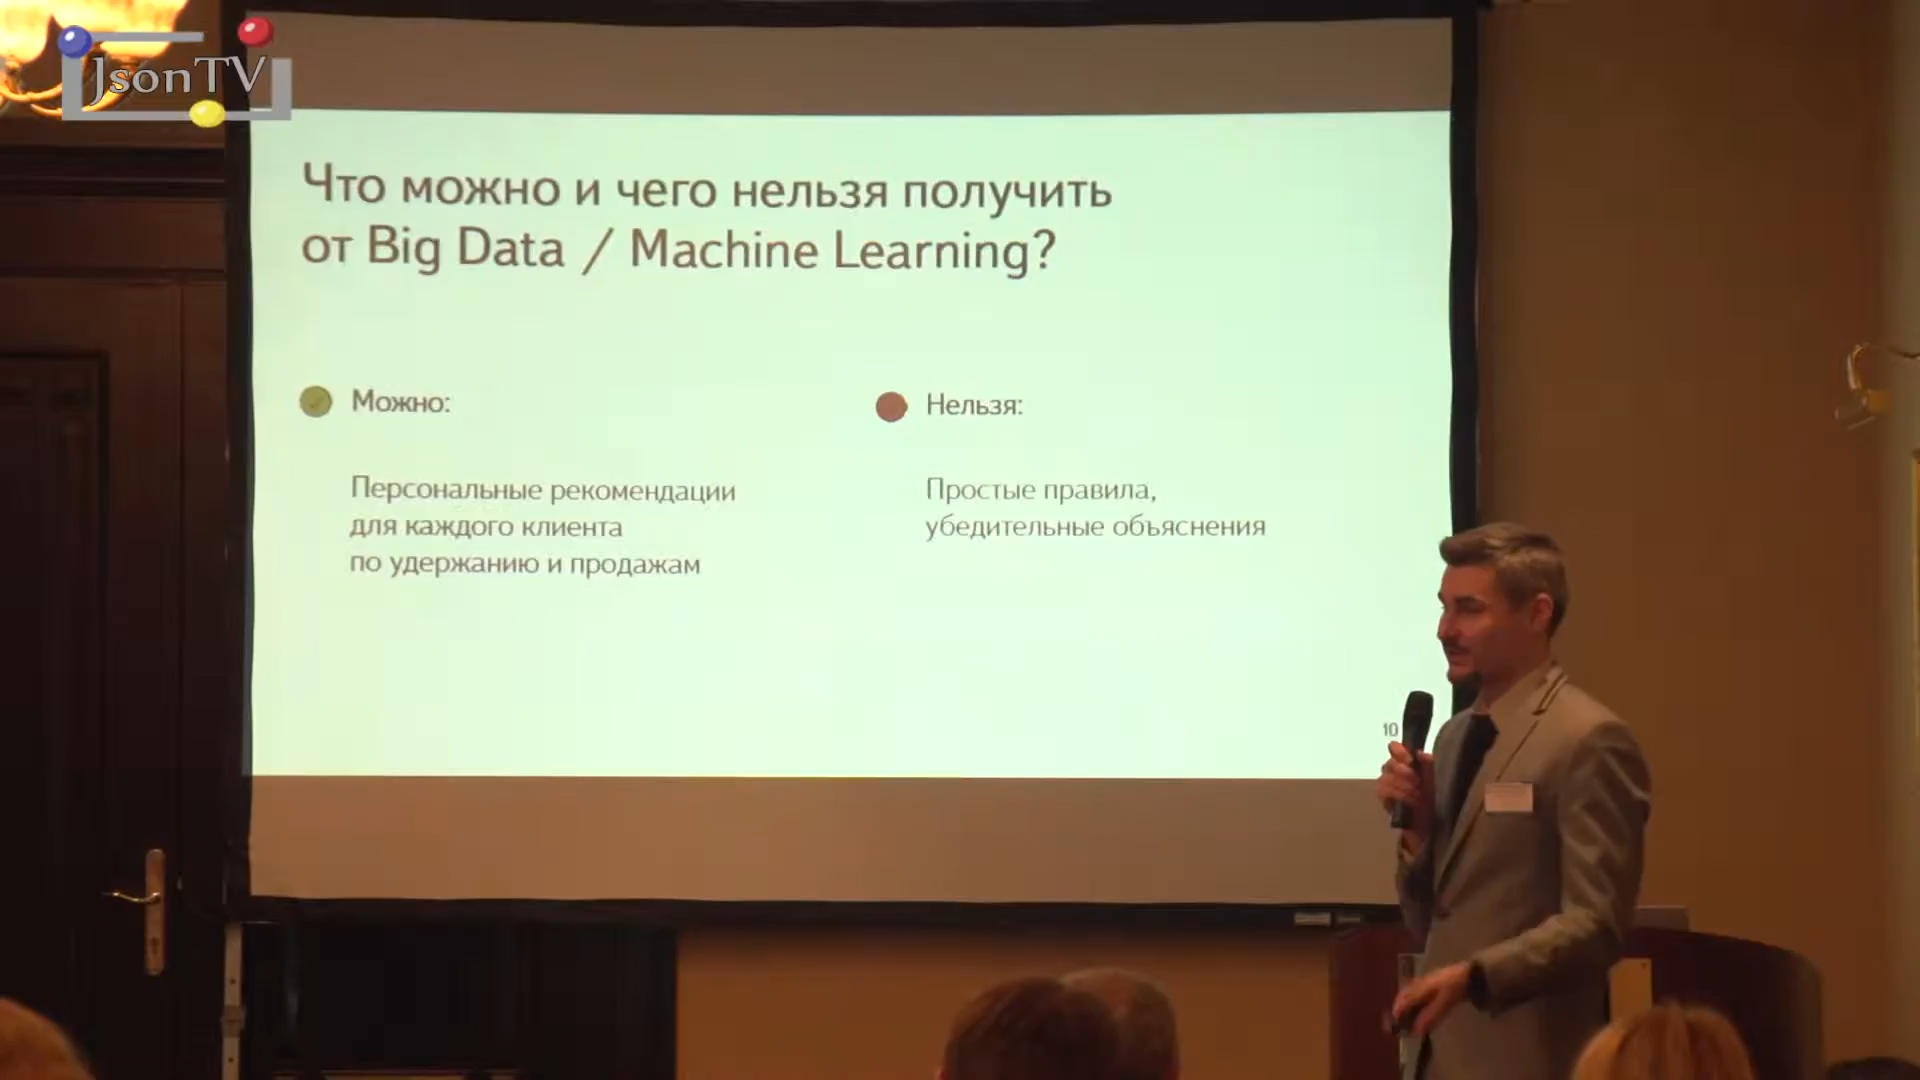 JsonTV
Что можно и чего нельзя получить
от Big Data / Machine Learning?
Можно:
Персональные рекомендации
для каждого клиента
по удержанию и продажам
Нельзя:
Простые правила,
убедительные объяснения
10